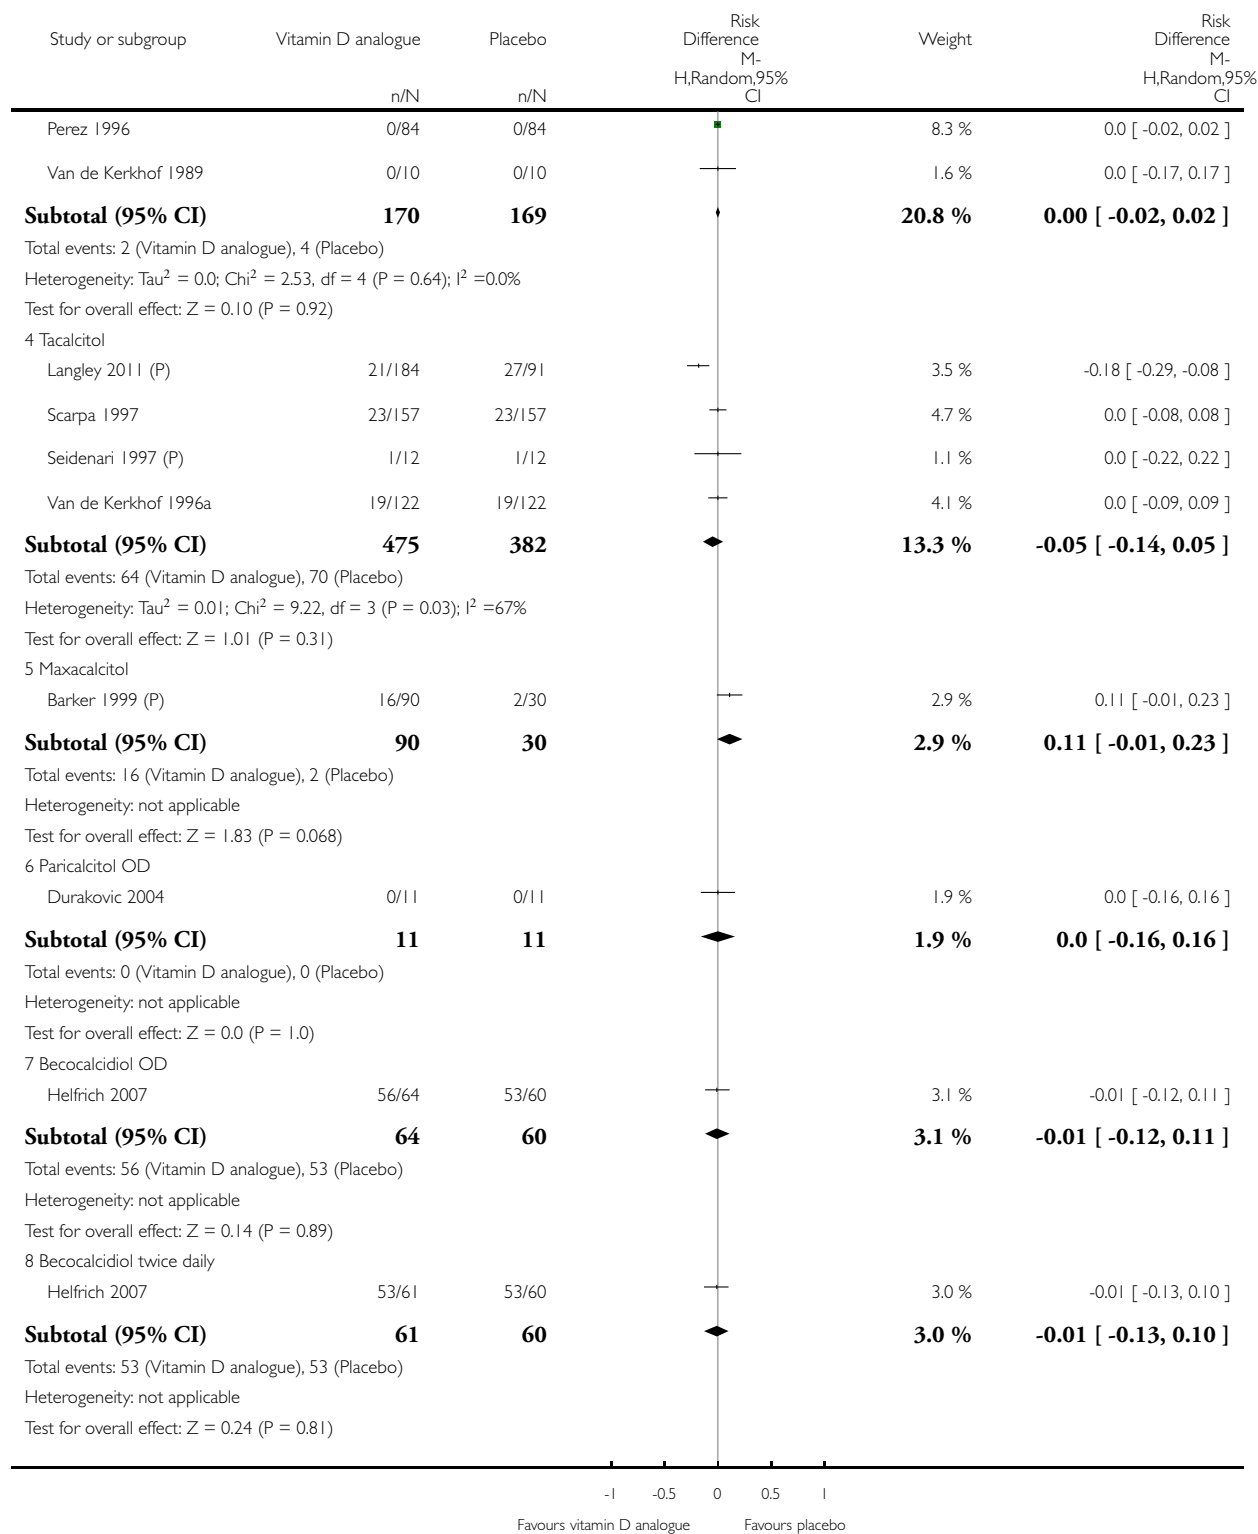 Study or subgroup Vitamin D analogue Placebo Risk Difference Weight Risk Difference
M-H,Random,95% CI M-H,Random,95% CI
n/N n/N
Perez 1996 0/84 0/84 8.3 % 0.0 [ -0.02, 0.02 ]
Van de Kerkhof 1989 0/10 0/10 1.6 % 0.0 [ -0.17, 0.17 ]
Subtotal (95% CI) 170 169 20.8 % 0.00 [ -0.02, 0.02 ]
Total events: 2 (Vitamin D analogue), 4 (Placebo)
Heterogeneity: Tau² = 0.0; Chi² = 2.53, df = 4 (P = 0.64); I² =0.0%
Test for overall effect: Z = 0.10 (P = 0.92)
4 Tacalcitol
Langley 2011 (P) 21/184 27/91 3.5 % -0.18 [ -0.29, -0.08 ]
Scarpa 1997 23/157 23/157 4.7 % 0.0 [ -0.08, 0.08 ]
Seidenari 1997 (P) 1/12 1/12 1.1 % 0.0 [ -0.22, 0.22 ]
Van de Kerkhof 1996a 19/122 19/122 4.1 % 0.0 [ -0.09, 0.09 ]
Subtotal (95% CI) 475 382 13.3 % -0.05 [ -0.14, 0.05 ]
Total events: 64 (Vitamin D analogue), 70 (Placebo)
Heterogeneity: Tau² = 0.01; Chi² = 9.22, df = 3 (P = 0.03); I² =67%
Test for overall effect: Z = 1.01 (P = 0.31)
5 Maxacalcitol
Barker 1999 (P) 16/90 2/30 2.9 % 0.11 [ -0.01, 0.23 ]
Subtotal (95% CI) 90 30 2.9 % 0.11 [ -0.01, 0.23 ]
Total events: 16 (Vitamin D analogue), 2 (Placebo)
Heterogeneity: not applicable
Test for overall effect: Z = 1.83 (P = 0.068)
6 Paricalcitol OD
Durakovic 2004 0/11 0/11 1.9 % 0.0 [ -0.16, 0.16 ]
Subtotal (95% CI) 11 11 1.9 % 0.0 [ -0.16, 0.16 ]
Total events: 0 (Vitamin D analogue), 0 (Placebo)
Heterogeneity: not applicable
Test for overall effect: Z = 0.0 (P = 1.0)
7 Becocalcidiol OD
Helfrich 2007 56/64 53/60 3.1 % -0.01 [ -0.12, 0.11 ]
Subtotal (95% CI) 64 60 3.1 % -0.01 [ -0.12, 0.11 ]
Total events: 56 (Vitamin D analogue), 53 (Placebo)
Heterogeneity: not applicable
Test for overall effect: Z = 0.14 (P = 0.89)
8 Becocalcidiol twice daily
Helfrich 2007 53/61 53/60 3.0 % -0.01 [ -0.13, 0.10 ]
Subtotal (95% CI) 61 60 3.0 % -0.01 [ -0.13, 0.10 ]
Total events: 53 (Vitamin D analogue), 53 (Placebo)
Heterogeneity: not applicable
Test for overall effect: Z = 0.24 (P = 0.81)
-1 -0.5 0 0.5 1
Favours vitamin D analogue Favours placebo